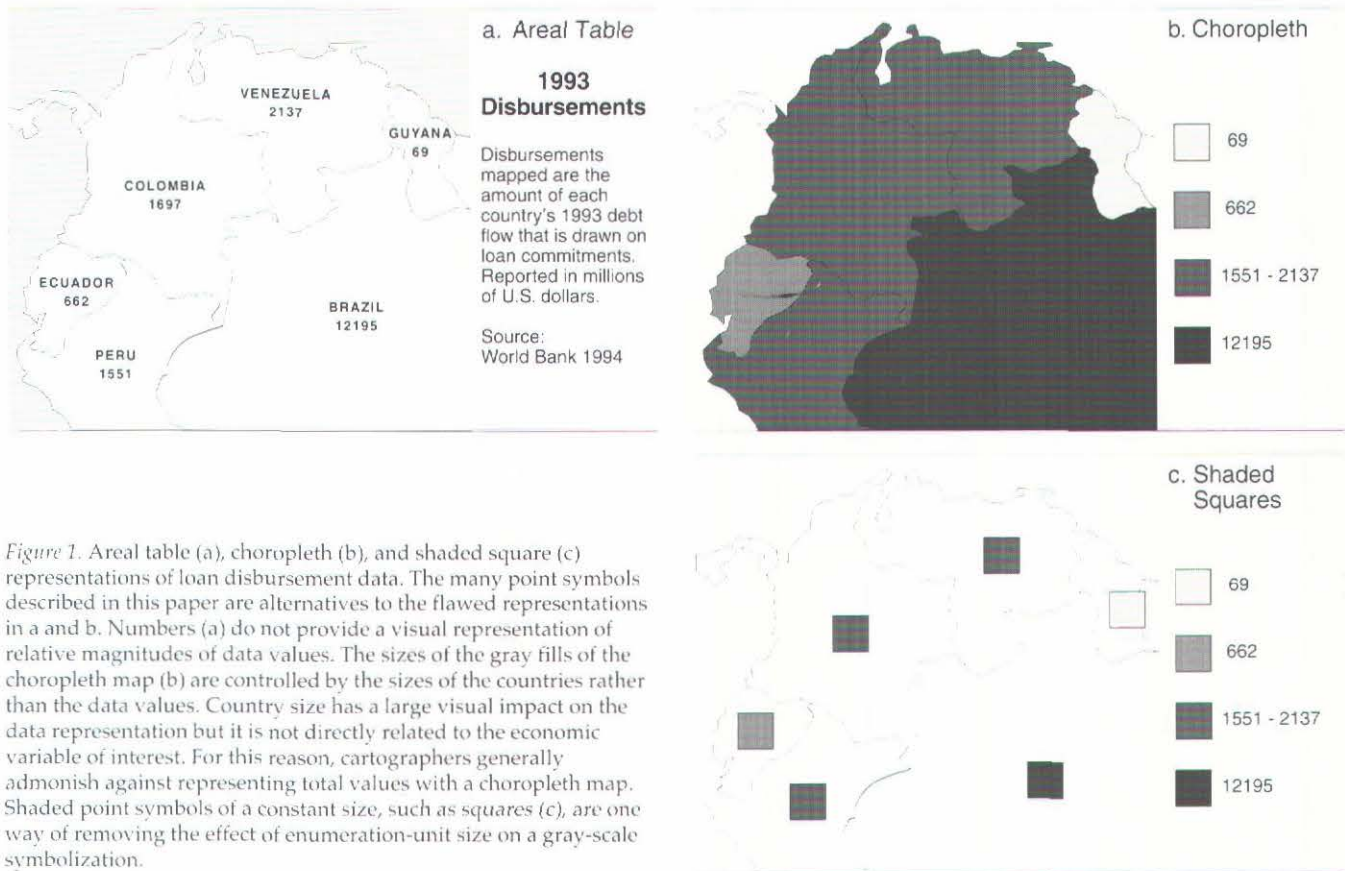 a. Areal Table
1993
Disbursements
Disbursements
mapped are the
amount of each
country's 1993 debt
flow that is drawn on
loan commitments.
Reported in millions
of U.S. dollars.
Source:
World Bank 1994
VENEZUELA
2137
GUYANA
69
COLOMBIA
1697
ECUADOR
662
BRAZIL
12195
PERU
1551
b. Choropleth
69
662
1551 - 2137
12195
c. Shaded
Squares
69
662
1551 - 2137
12195
Figure 1. Areal table (a), choropleth (b), and shaded square (c)
representations of loan disbursement data. The many point symbols
described in this paper are alternatives to the flawed representations
in a and b. Numbers (a) do not provide a visual representation of
relative magnitudes of data values. The sizes of the gray fills of the
choropleth map (b) are controlled by the sizes of the countries rather
than the data values. Country size has a large visual impact on the
data representation but it is not directly related to the economic
variable of interest. For this reason, cartographers generally
admonish against representing total values with a choropleth map.
Shaded point symbols of a constant size, such as squares (c), are one
way of removing the effect of enumeration-unit size on a gray-scale
symbolization.